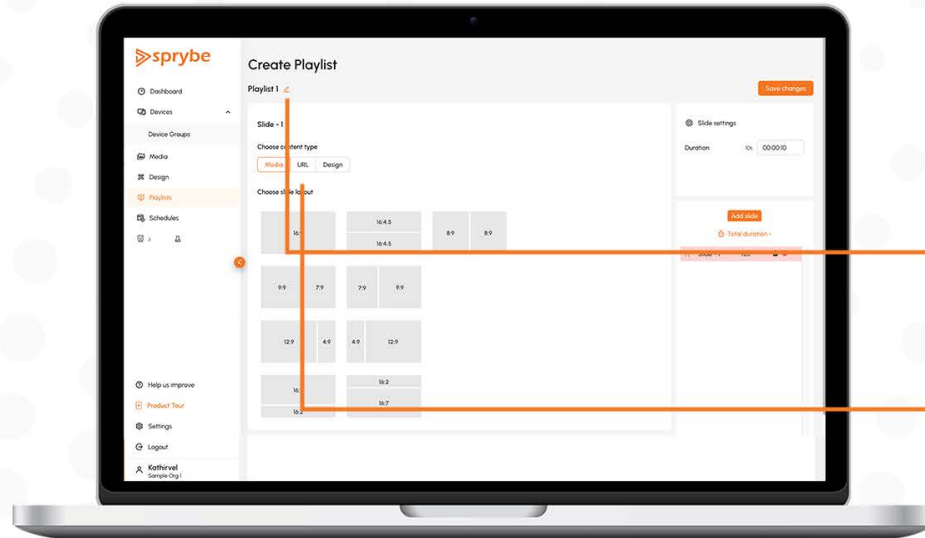 sprybe
Create Playlist
Playlist 1
Save changes
Dashboard
Devices
Device Groups
Media
Design
Playlists
Schedules
Help us improve
Product Tour
Settings
Logout
Kathirvel
Sample Org 1
Slide - 1
Choose content type
Media URL Design
Choose slide layout
16:4.5
16:4.5
8:9 8:9
9:9 7:9
7:9 9:9
12:9 4:9
4:9 12:9
16:2
16:2
16:7
Slide settings
Duration 10s 00:00:10
Add slide
Total duration -
Slide - 1